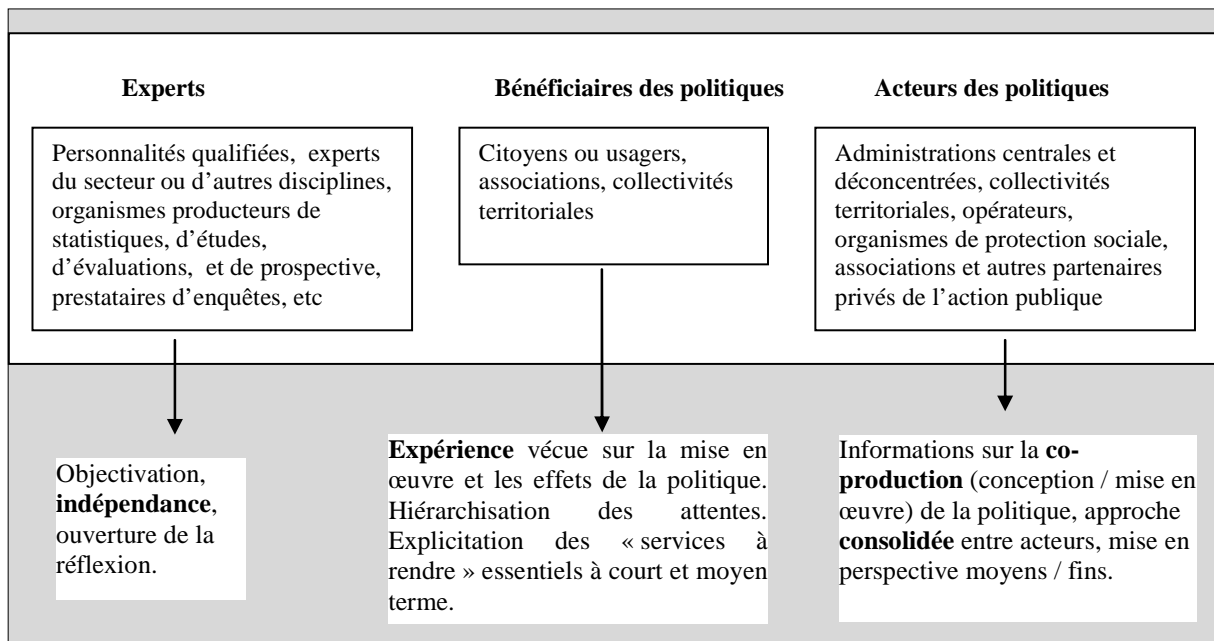 Experts
Personnalités qualifiées, experts
du secteur ou d’autres disciplines,
organismes producteurs de
statistiques, d’études,
d’évaluations, et de prospective,
prestataires d’enquêtes, etc
Objectivation,
indépendance,
ouverture de la
réflexion.
Bénéficiaires des politiques
Citoyens ou usagers,
associations, collectivités
territoriales
Expérience vécue sur la mise en
œuvre et les effets de la politique.
Hiérarchisation des attentes.
Explicitation des « services à
rendre » essentiels à court et moyen
terme.
Acteurs des politiques
Administrations centrales et
déconcentrées, collectivités
territoriales, opérateurs,
organismes de protection sociale,
associations et autres partenaires
privés de l’action publique
Informations sur la co-
production (conception / mise en
œuvre) de la politique, approche
consolidée entre acteurs, mise en
perspective moyens / fins.